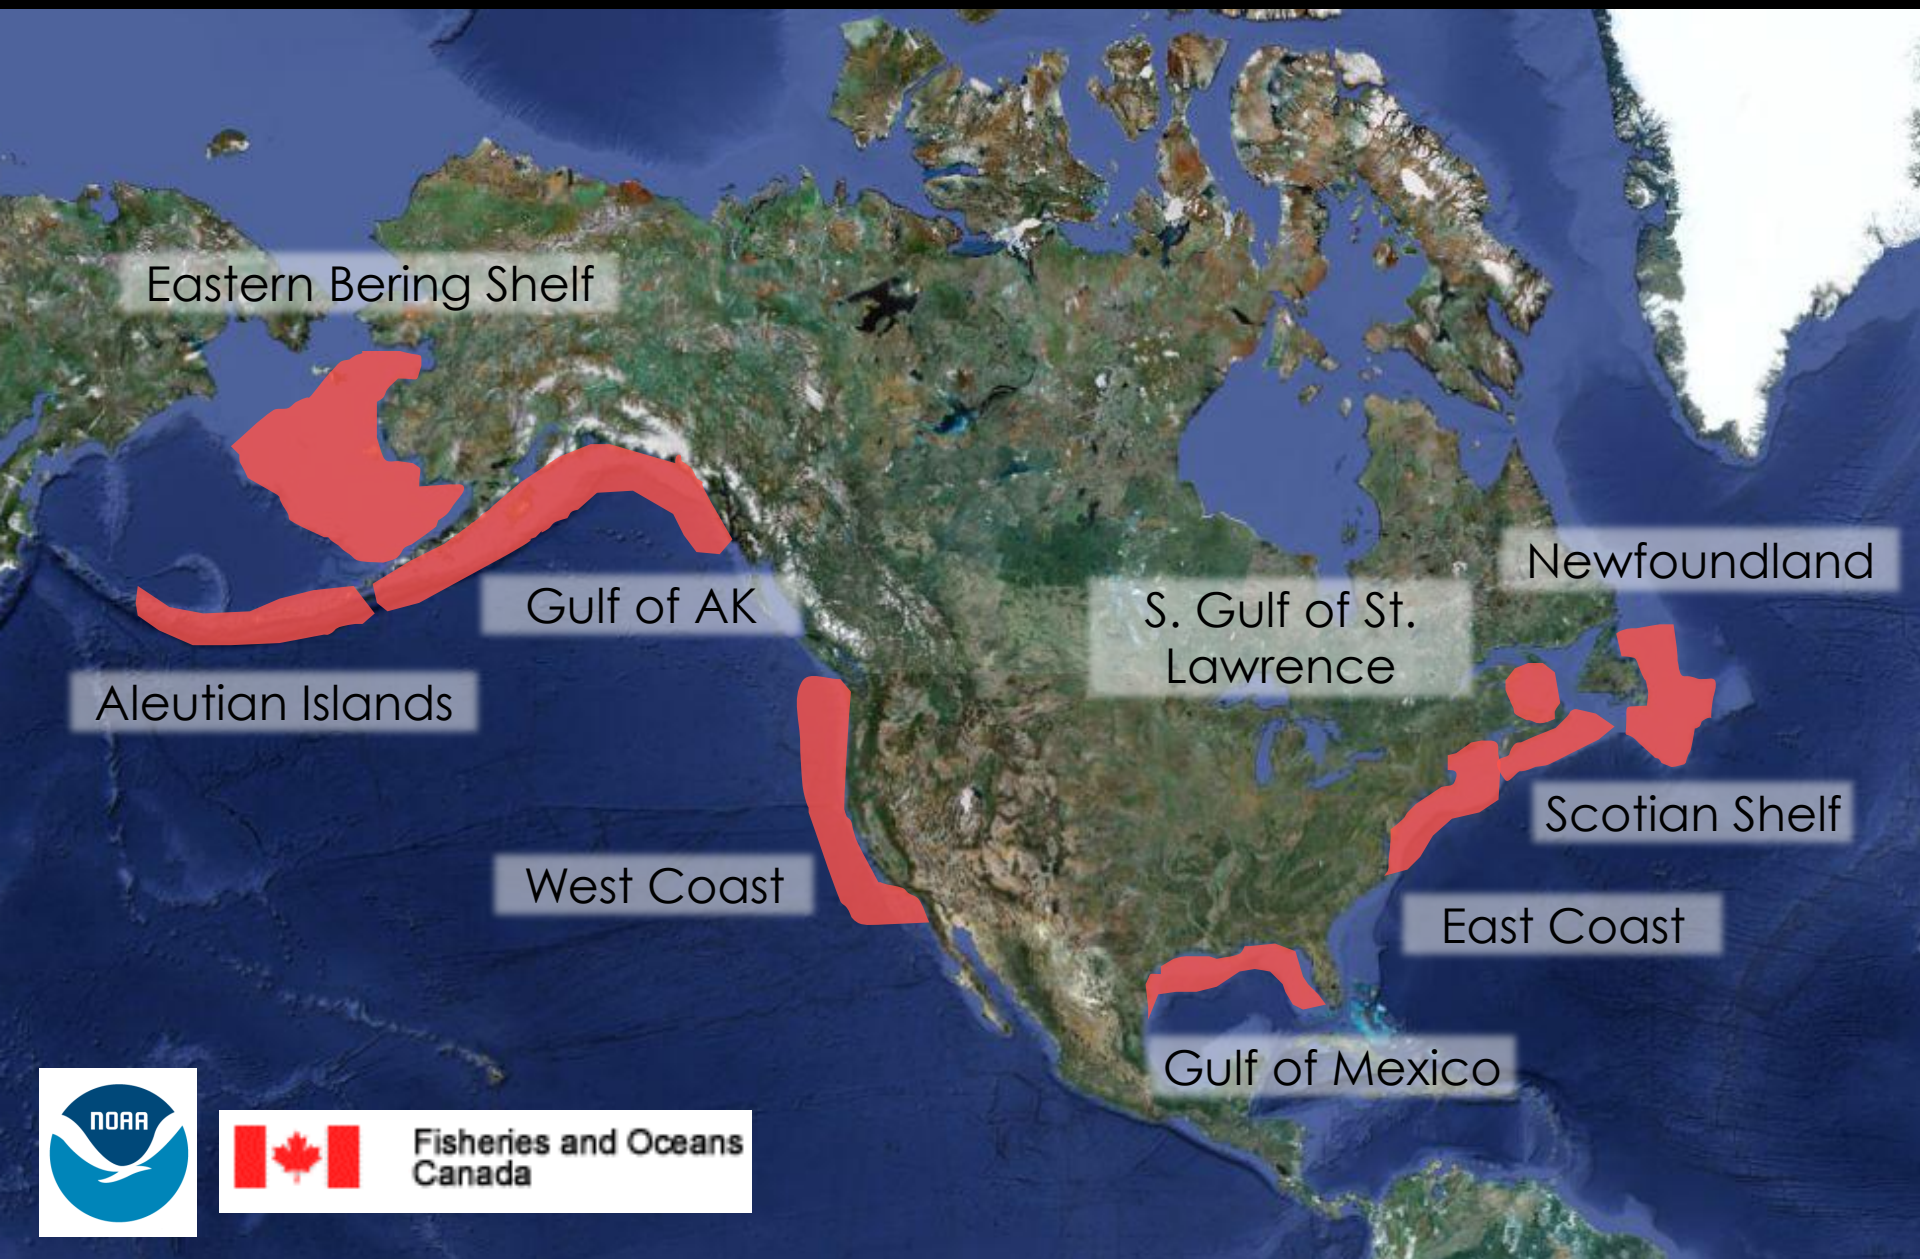 Eastern Bering Shelf
Newfoundland
Gulf of AK
S. Gulf of St.
Lawrence
Aleutian Islands
Scotian Shelf
West Coast
East Coast
Gulf of Mexico
NOAA
Fisheries and Oceans
Canada